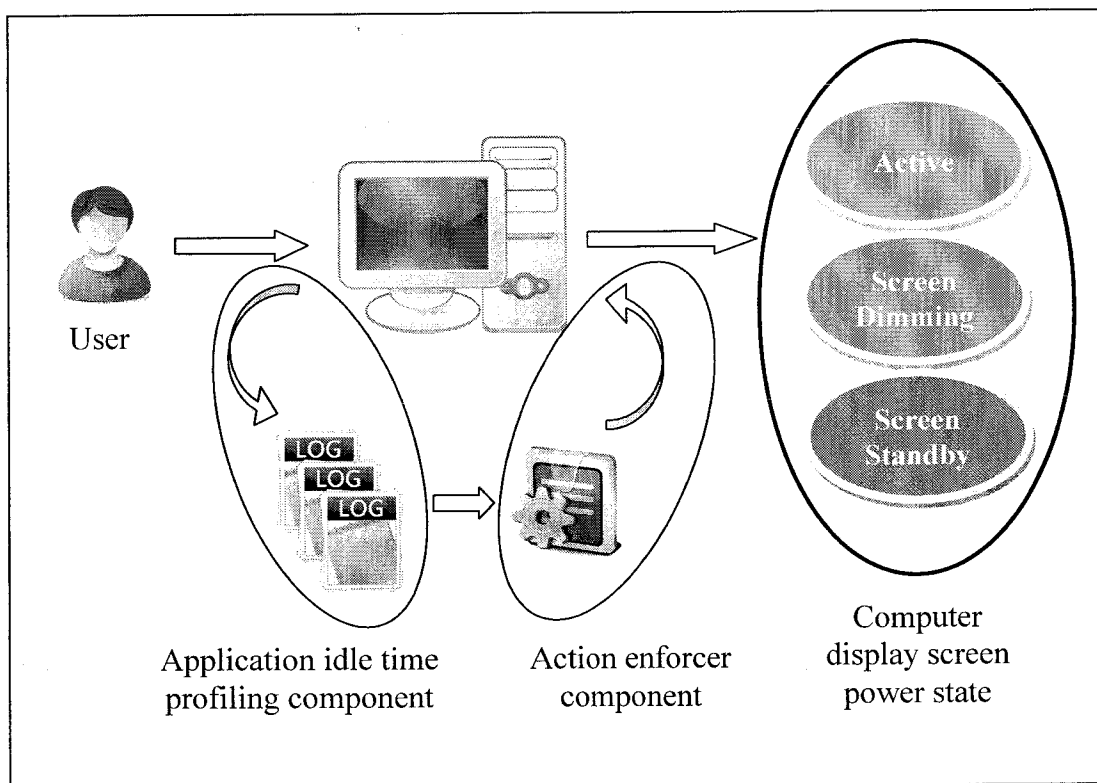 Active
Screen
Dimming
Screen
Standby
User
LOG
LOG
LOG
Application idle time
profiling component
Action enforcer
component
Computer
display screen
power state